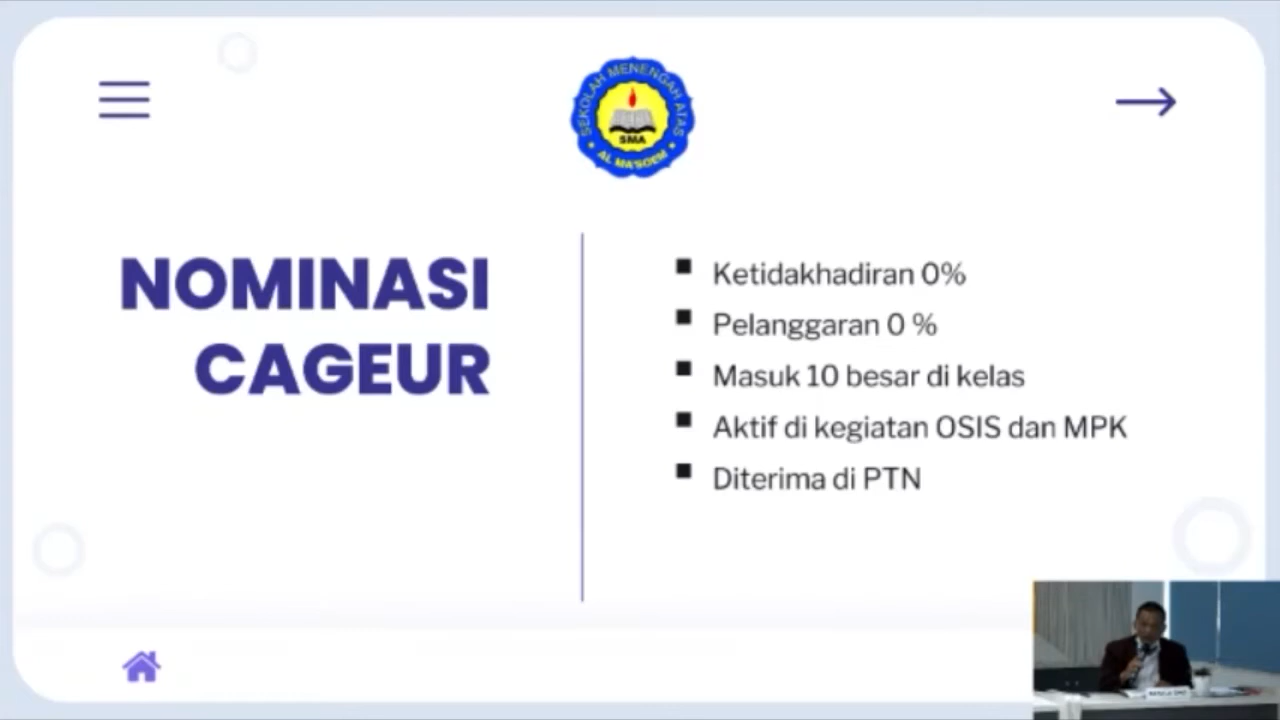 SEKOLAH MENENGAH ATAS
SMA
AL MA'SOEM
NOMINASI
CAGEUR
Ketidakhadiran 0%
Pelanggaran 0 %
Masuk 10 besar di kelas
Aktif di kegiatan OSIS dan MPK
Diterima di PTN